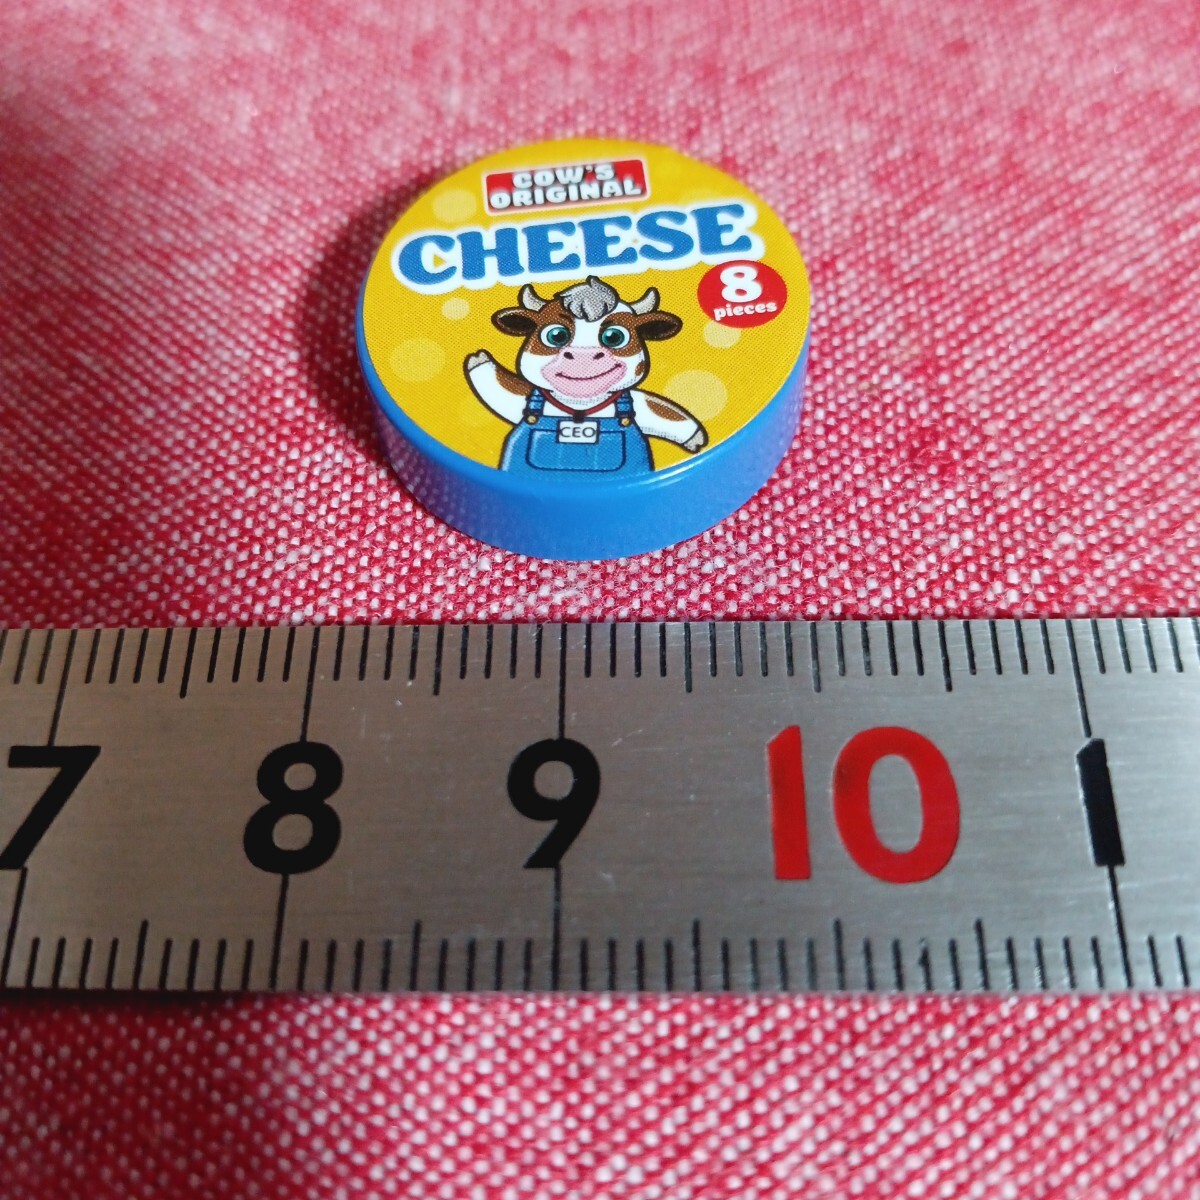 COW'S
ORIGINAL
CHEESE
8
pieces
CEO
7 8 9 10 1